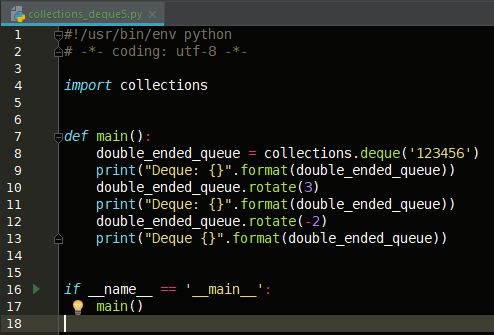 collections_deque5.py
1 #!/usr/bin/env python
2 # -*- coding: utf-8 -*-
3
4 import collections
5
6
7 def main():
8     double_ended_queue = collections.deque('123456')
9     print("Deque: {}".format(double_ended_queue))
10     double_ended_queue.rotate(3)
11     print("Deque: {}".format(double_ended_queue))
12     double_ended_queue.rotate(-2)
13     print("Deque {}".format(double_ended_queue))
14
15
16 if __name__ == '__main__':
17     main()
18